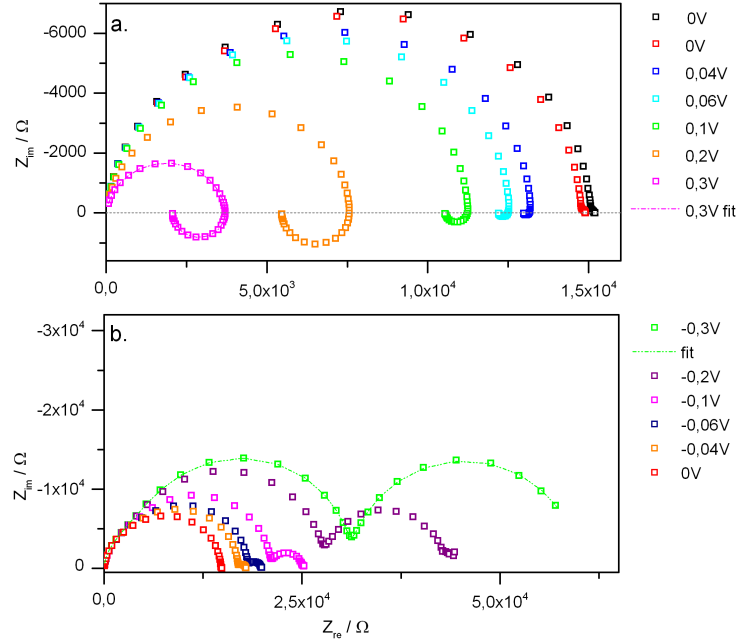 a.
-6000
-4000
-2000
0
Z_im / Ω
0,0
5,0x10³
1,0x10⁴
1,5x10⁴
0V
0V
0,04V
0,06V
0,1V
0,2V
0,3V
0,3V fit
b.
-3x10⁴
-2x10⁴
-1x10⁴
0
Z_im / Ω
0,0
2,5x10⁴
5,0x10⁴
Z_re / Ω
-0,3V
fit
-0,2V
-0,1V
-0,06V
-0,04V
0V